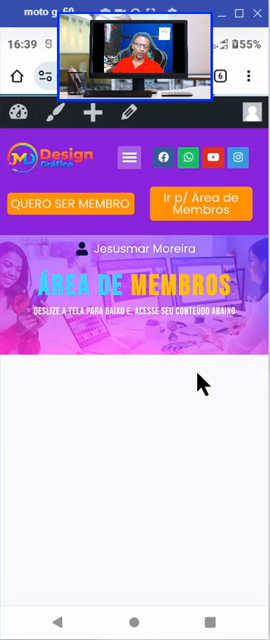 moto g 60
16:39
55%
6
MD Design
Gráfico
QUERO SER MEMBRO
Ir p/ Área de
Membros
Jesusmar Moreira
ÁREA DE MEMBROS
DESLIZE A TELA PARA BAIXO E, ACESSE SEU CONTEÚDO ABAIXO